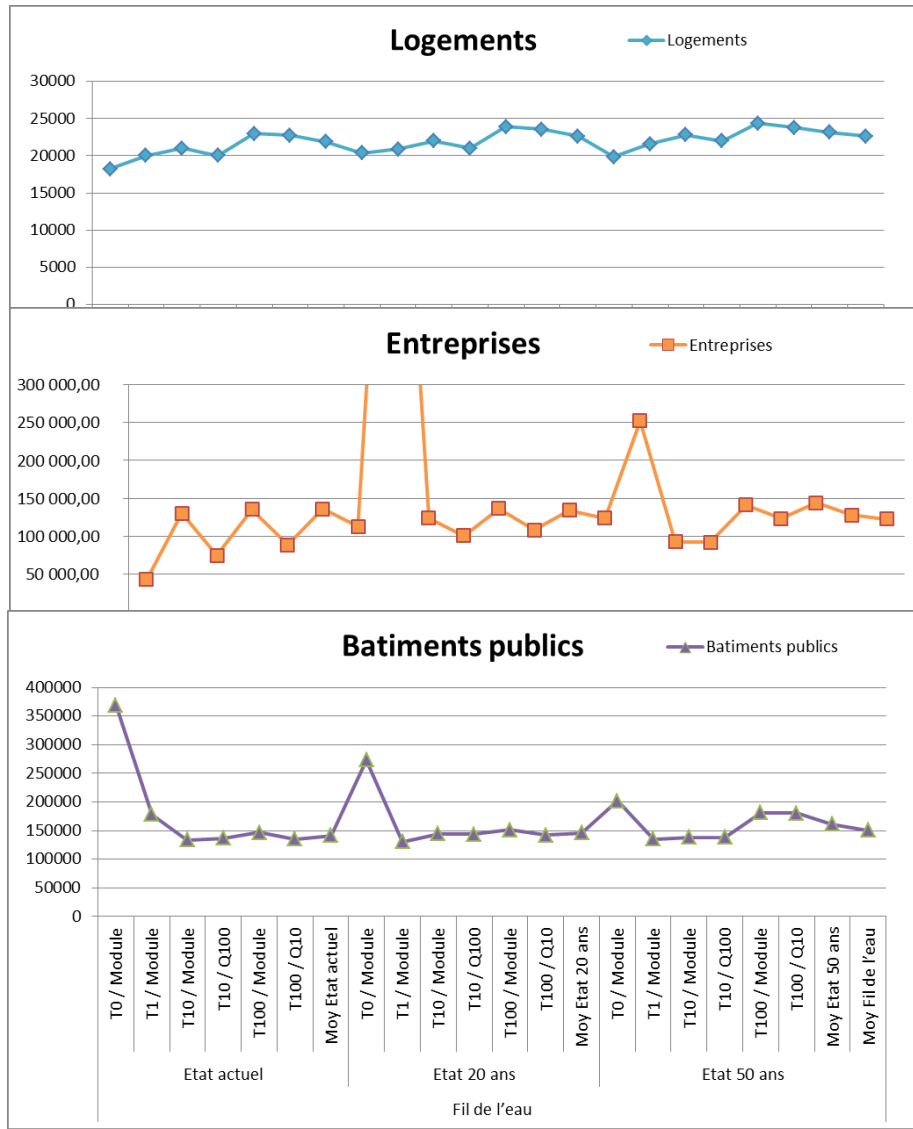 Logements
Logements
30000
25000
20000
15000
10000
5000
0
Entreprises
Entreprises
300 000,00
250 000,00
200 000,00
150 000,00
100 000,00
50 000,00
Batiments publics
Batiments publics
400000
350000
300000
250000
200000
150000
100000
50000
0
T0 / Module
T1 / Module
T10 / Module
T10 / Q100
T100 / Module
T100 / Q10
Moy Etat actuel
T0 / Module
T1 / Module
T10 / Module
T10 / Q100
T100 / Module
T100 / Q10
Moy Etat 20 ans
T0 / Module
T1 / Module
T10 / Module
T10 / Q100
T100 / Module
T100 / Q10
Moy Etat 50 ans
Moy Fil de l’eau
Etat actuel
Etat 20 ans
Etat 50 ans
Fil de l’eau